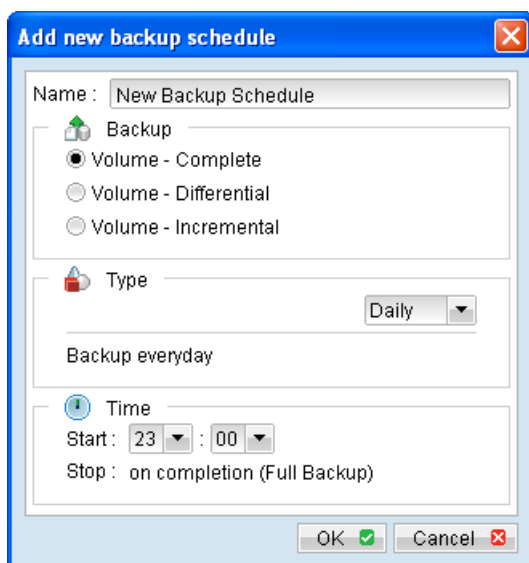 Add new backup schedule
Name : New Backup Schedule
Backup
Volume - Complete
Volume - Differential
Volume - Incremental
Type
Daily
Backup everyday
Time
Start : 23 : 00
Stop : on completion (Full Backup)
OK Cancel